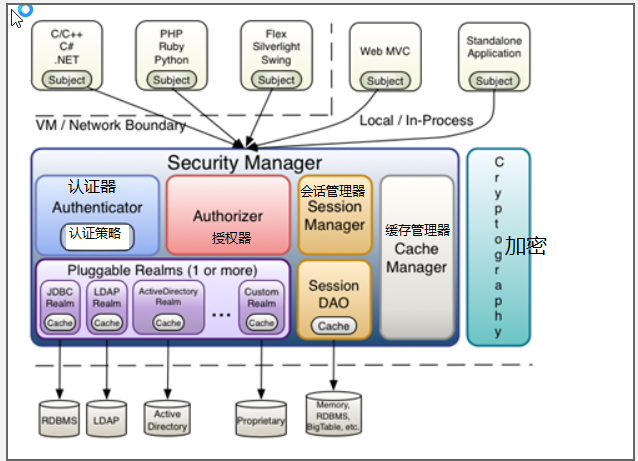 C/C++
C#
.NET
Subject
PHP
Ruby
Python
Subject
Flex
Silverlight
Swing
Subject
Web MVC
Subject
Standalone
Application
Subject
VM / Network Boundary
Local / In-Process
Security Manager
认证器
Authenticator
认证策略
Authorizer
授权器
会话管理器
Session
Manager
缓存管理器
Cache
Manager
Cryptography
加密
Pluggable Realms (1 or more)
JDBC
Realm
Cache
LDAP
Realm
Cache
ActiveDirectory
Realm
Cache
...
Custom
Realm
Cache
Session
DAO
Cache
RDBMS
LDAP
Active
Directory
Proprietary
Memory,
RDBMS,
BigTable, etc.